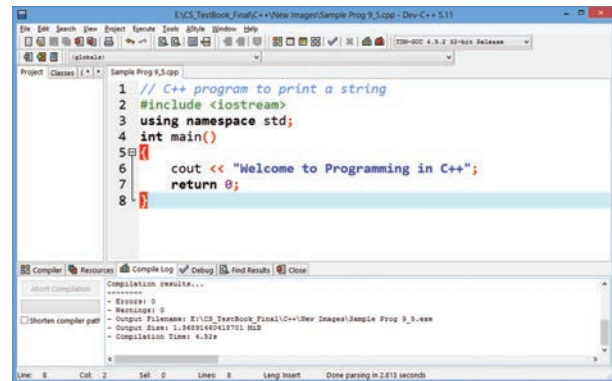 E:\CS_TestBook_Final\C++\New Images\Sample Prog 9_5.cpp - Dev-C++ 5.11
File Edit Search View Project Execute Tools AStyle Window Help
TDM-GCC 4.9.2 32-bit Release
(globals)
Project Classes Sample Prog 9_5.cpp
1 // C++ program to print a string
2 #include <iostream>
3 using namespace std;
4 int main()
5 {
6 cout << "Welcome to Programming in C++";
7 return 0;
8 }
Compiler Resources Compile Log Debug Find Results Close
Abort Compilation
Shorten compiler path
Compilation results...
--------
- Errors: 0
- Warnings: 0
- Output Filename: E:\CS_TestBook_Final\C++\New Images\Sample Prog 9_5.exe
- Output Size: 1.56891460418701 MiB
- Compilation Time: 4.52s
Line: 8 Col: 2 Sel: 0 Lines: 8 Leng Insert Done parsing in 2.813 seconds